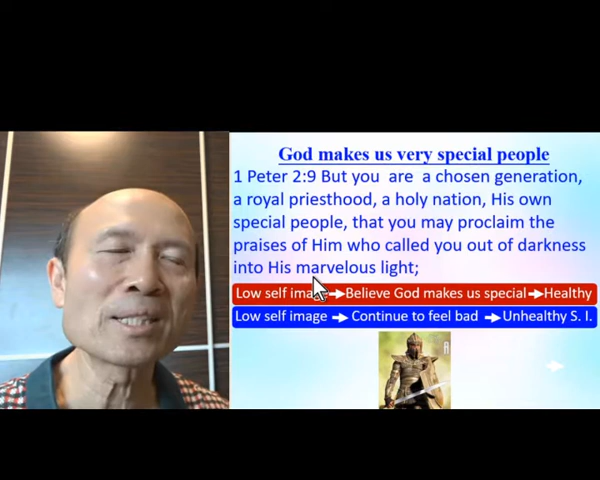 God makes us very special people
1 Peter 2:9 But you are a chosen generation,
a royal priesthood, a holy nation, His own
special people, that you may proclaim the
praises of Him who called you out of darkness
into His marvelous light;
Low self image Believe God makes us special Healthy
Low self image Continue to feel bad Unhealthy S. I.